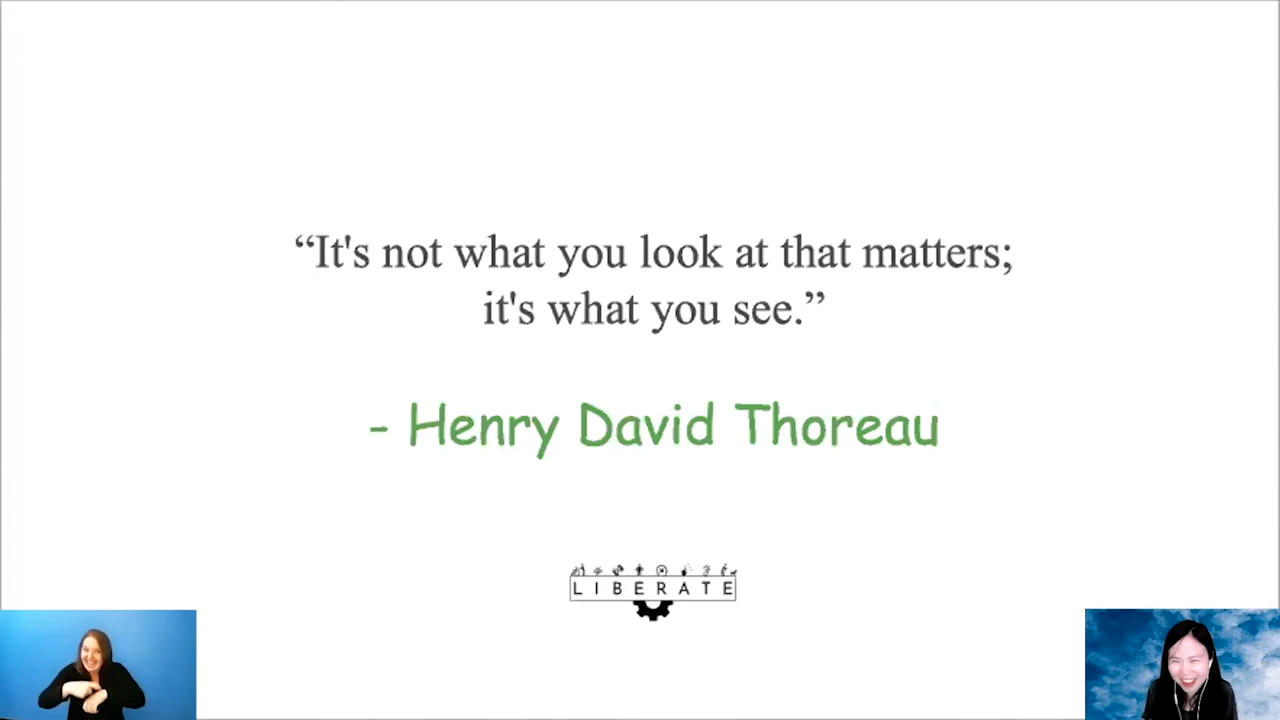 “It's not what you look at that matters;
it's what you see.”
- Henry David Thoreau
LIBERATE